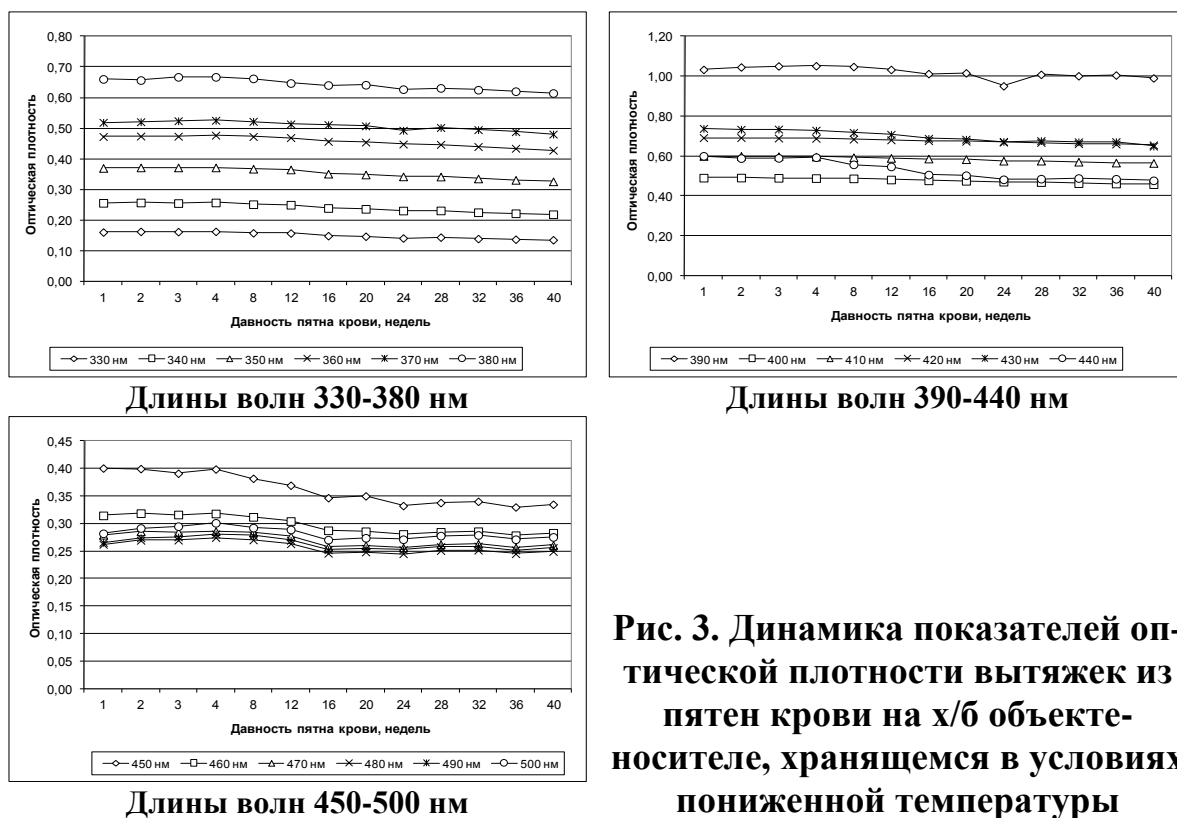 0,80
0,70
0,60
0,50
0,40
0,30
0,20
0,10
0,00
Оптическая плотность
1 2 3 4 8 12 16 20 24 28 32 36 40
Давность пятна крови, недель
330 нм 340 нм 350 нм 360 нм 370 нм 380 нм
Длины волн 330-380 нм
1,20
1,00
0,80
0,60
0,40
0,20
0,00
Оптическая плотность
1 2 3 4 8 12 16 20 24 28 32 36 40
Давность пятна крови, недель
390 нм 400 нм 410 нм 420 нм 430 нм 440 нм
Длины волн 390-440 нм
0,45
0,40
0,35
0,30
0,25
0,20
0,15
0,10
0,05
0,00
Оптическая плотность
1 2 3 4 8 12 16 20 24 28 32 36 40
Давность пятна крови, недель
450 нм 460 нм 470 нм 480 нм 490 нм 500 нм
Длины волн 450-500 нм
Рис. 3. Динамика показателей оп-
тической плотности вытяжек из
пятен крови на х/б объекте-
носителе, хранящемся в условиях
пониженной температуры